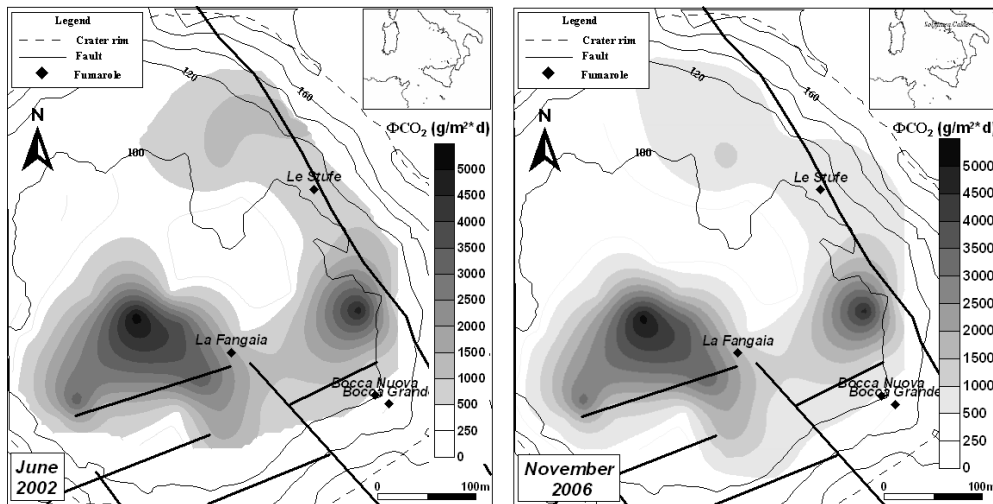 Legend
Crater rim
Fault
Fumarole
120
160
N
ΦCO₂ (g/m²*d)
100
Le Stufe
5000
4500
4000
3500
3000
2500
2000
1500
1000
500
250
0
La Fangaia
Bocca Nuova
Bocca Grande
June
2002
0
100m
Legend
Crater rim
Fault
Fumarole
120
160
N
ΦCO₂ (g/m²*d)
100
Le Stufe
5000
4500
4000
3500
3000
2500
2000
1500
1000
500
250
0
La Fangaia
Bocca Nuova
Bocca Grande
November
2006
0
100m